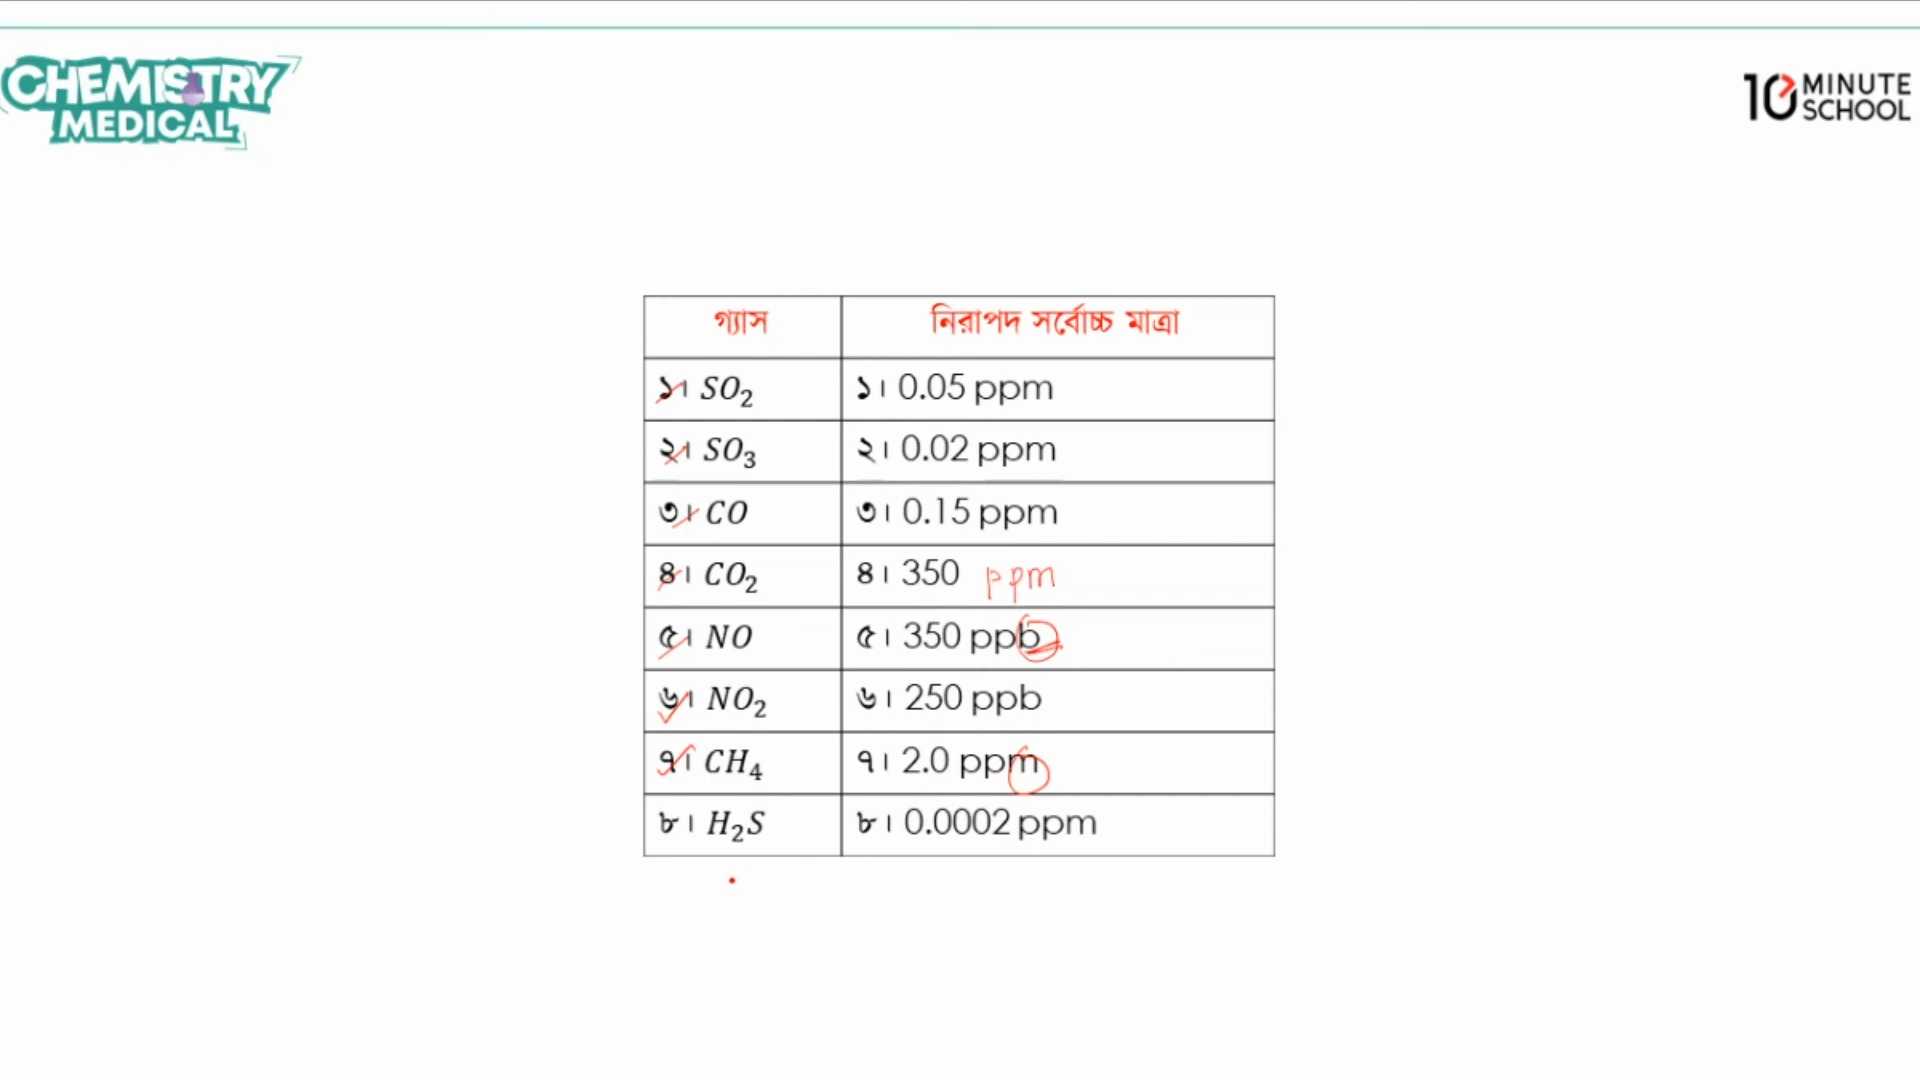 CHEMISTRY
MEDICAL
10 MINUTE
SCHOOL
গ্যাস নিরাপদ সর্বোচ্চ মাত্রা
১। SO₂ ১। 0.05 ppm
২। SO₃ ২। 0.02 ppm
৩। CO ৩। 0.15 ppm
৪। CO₂ ৪। 350 ppm
৫। NO ৫। 350 ppb
৬। NO₂ ৬। 250 ppb
৭। CH₄ ৭। 2.0 ppm
৮। H₂S ৮। 0.0002 ppm